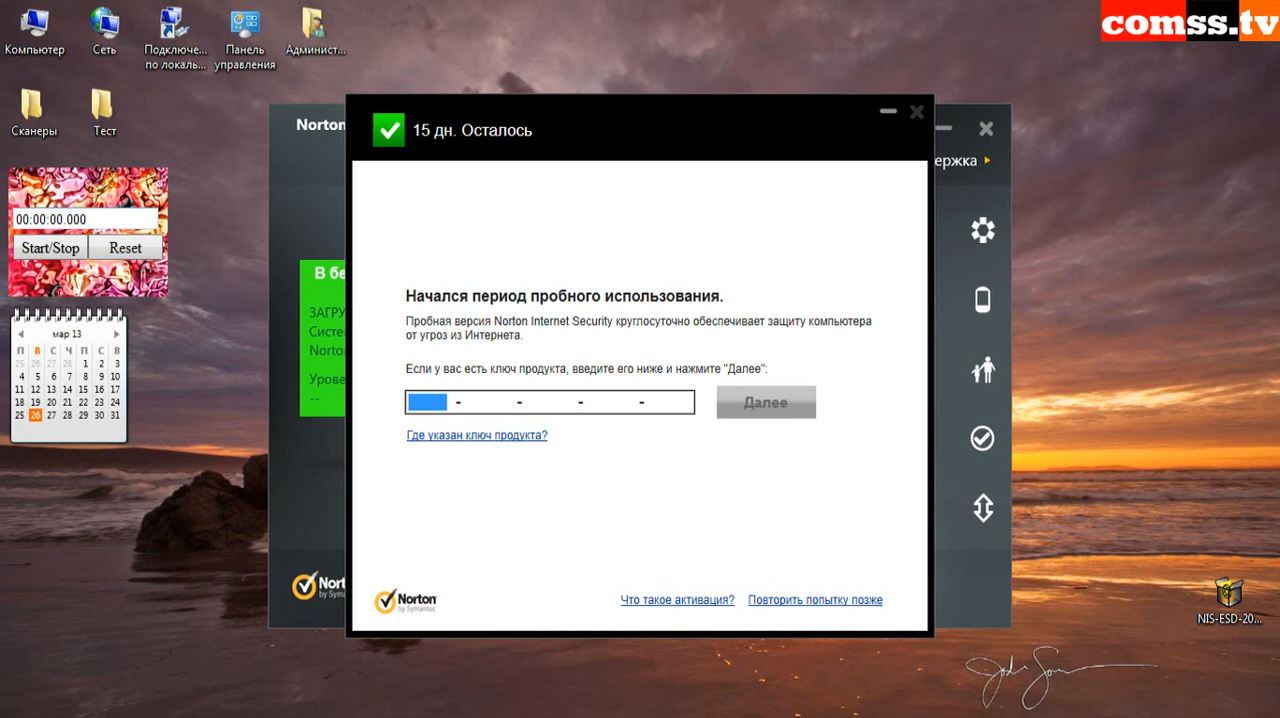 comss.tv
Компьютер
Сеть
Подключе...
по локаль...
Панель
управления
Админист...
Сканеры
Тест
00:00:00.000
Start/Stop
Reset
мар 13
П В С Ч П С В
25 26 27 28 1 2 3
4 5 6 7 8 9 10
11 12 13 14 15 16 17
18 19 20 21 22 23 24
25 26 27 28 29 30 31
Norton
ержка
В бе
ЗАГРУ
Систе
Norto
Урове
--
Nort
by Syma
15 дн. Осталось
Начался период пробного использования.
Пробная версия Norton Internet Security круглосуточно обеспечивает защиту компьютера
от угроз из Интернета.
Если у вас есть ключ продукта, введите его ниже и нажмите "Далее":
- - - -
Далее
Где указан ключ продукта?
Norton
by Symantec
Что такое активация?
Повторить попытку позже
NIS-ESD-20...